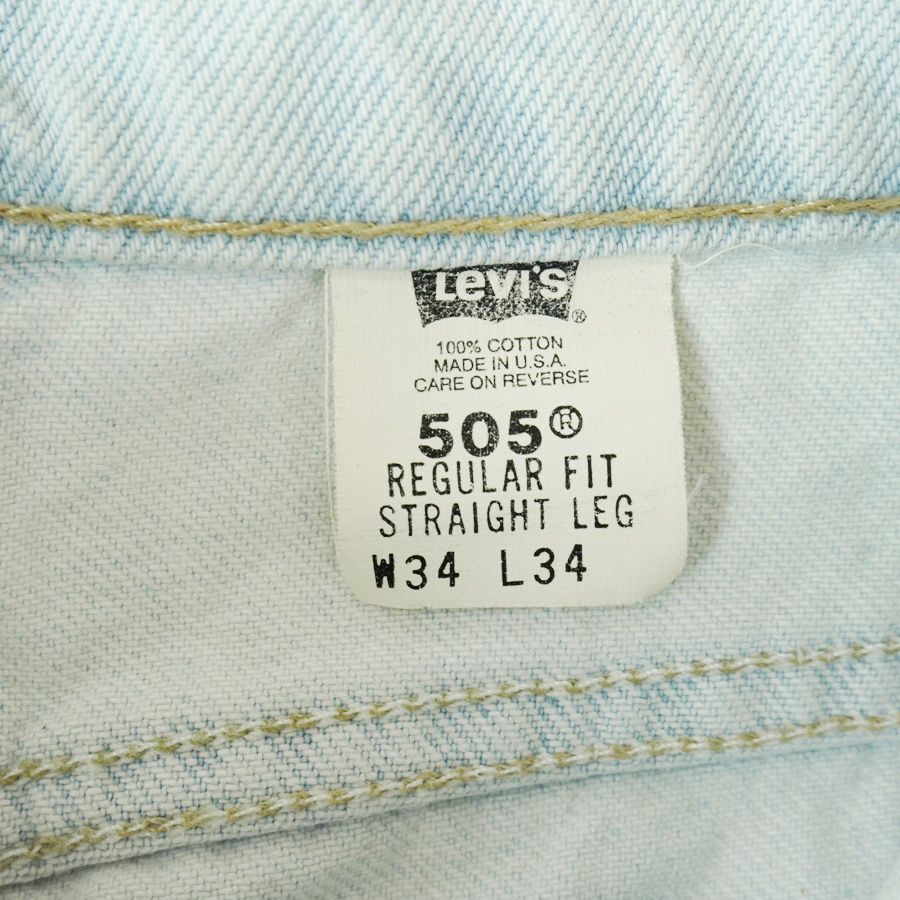 Levi's ®
100% COTTON
MADE IN U.S.A.
CARE ON REVERSE
505®
REGULAR FIT
STRAIGHT LEG
W34 L34